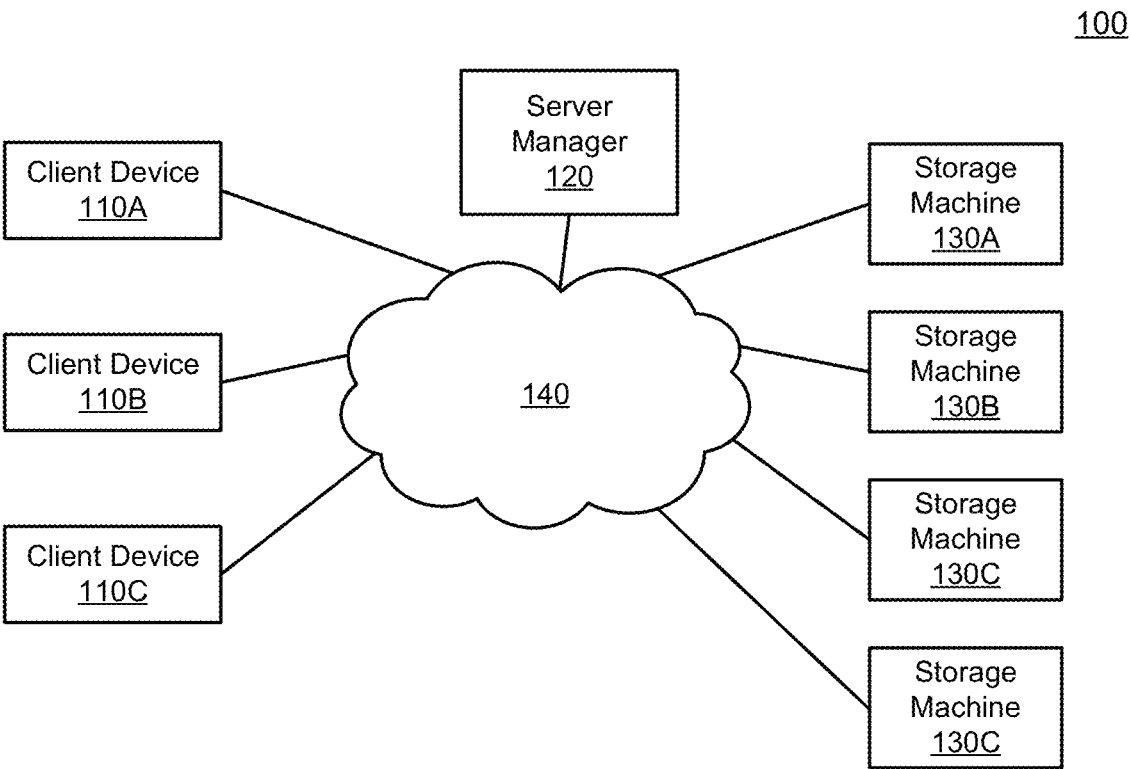 100
Server
Manager
120
Client Device
110A
Client Device
110B
Client Device
110C
140
Storage
Machine
130A
Storage
Machine
130B
Storage
Machine
130C
Storage
Machine
130C